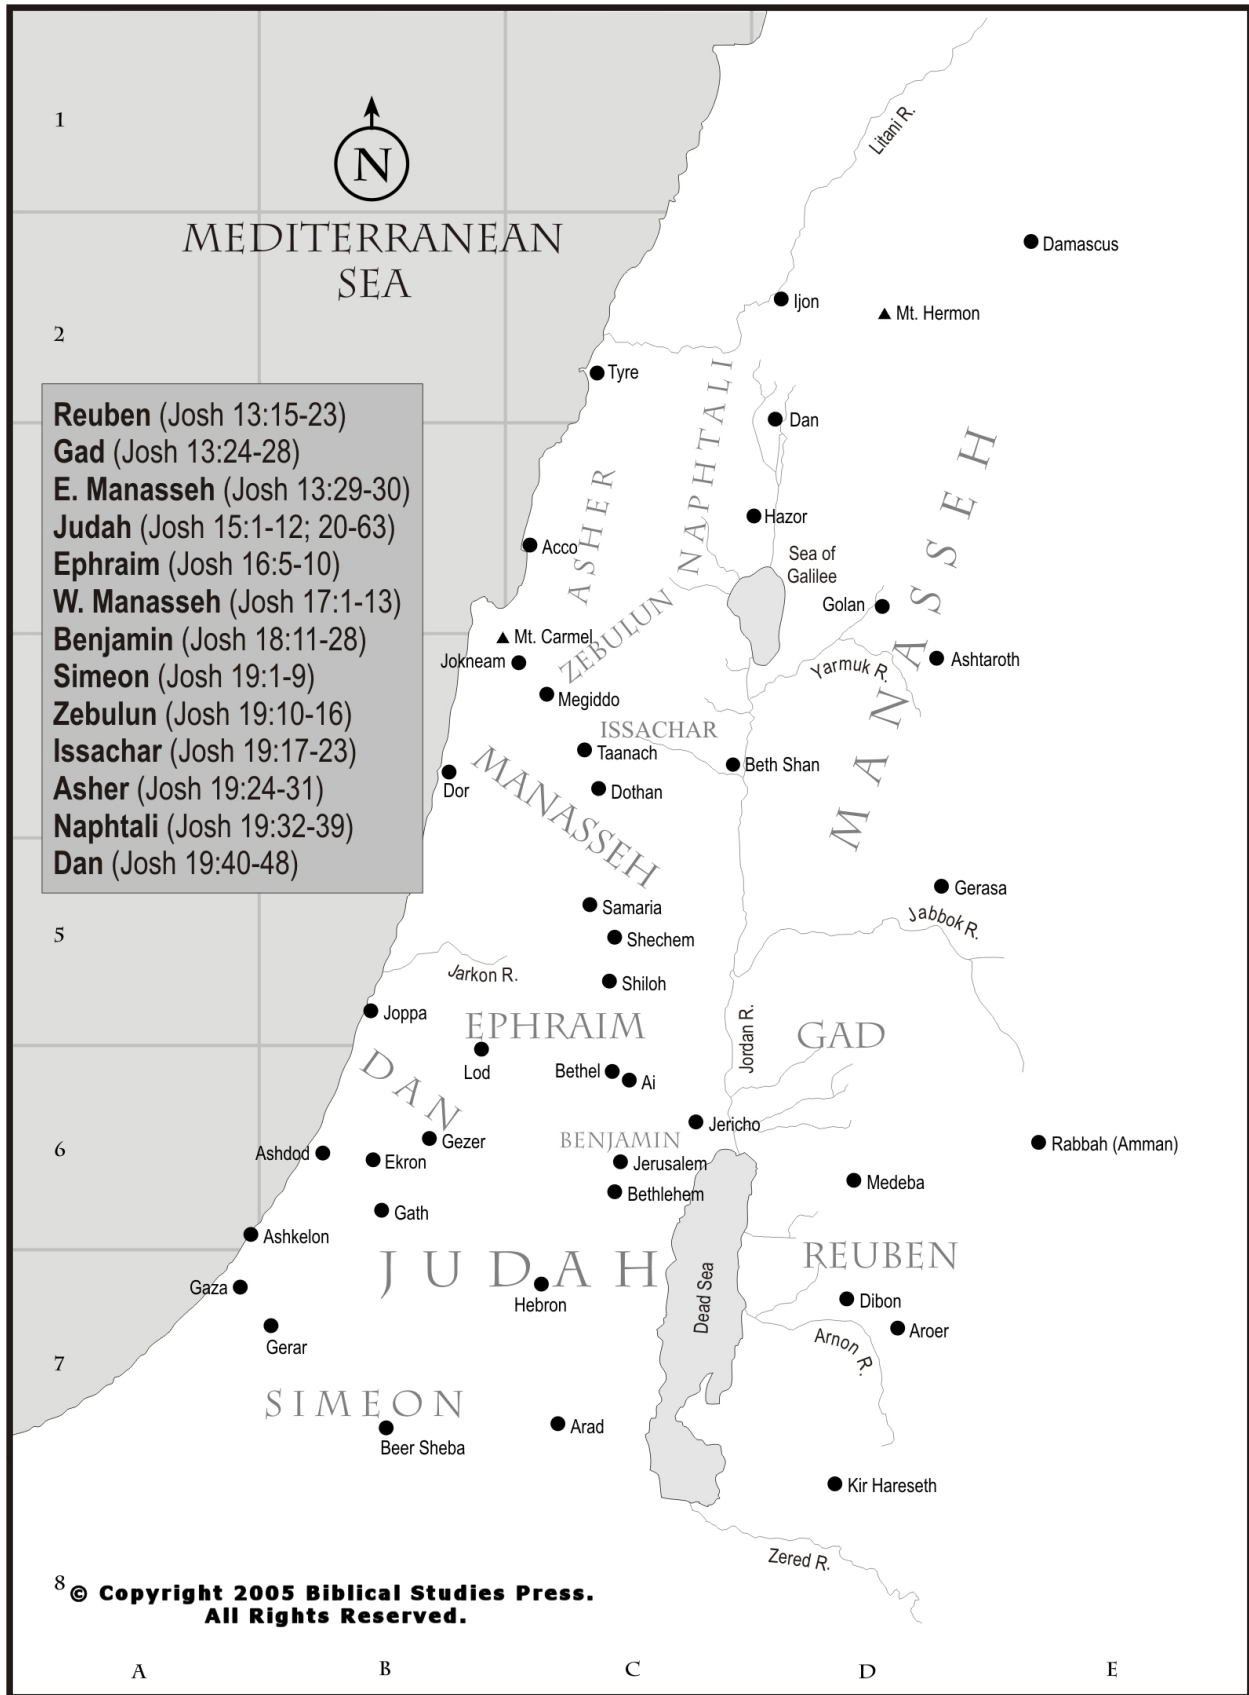 1
Litani R.
N
MEDITERRANEAN
SEA
Damascus
Ijon
Mt. Hermon
2
Tyre
NAPHTALI
Dan
Reuben (Josh 13:15-23)
Gad (Josh 13:24-28)
E. Manasseh (Josh 13:29-30)
Judah (Josh 15:1-12; 20-63)
Ephraim (Josh 16:5-10)
W. Manasseh (Josh 17:1-13)
Benjamin (Josh 18:11-28)
Simeon (Josh 19:1-9)
Zebulun (Josh 19:10-16)
Issachar (Josh 19:17-23)
Asher (Josh 19:24-31)
Naphtali (Josh 19:32-39)
Dan (Josh 19:40-48)
MANASSEH
ASHER
Hazor
Acco
Sea of
Galilee
Golan
ZEBULUN
Mt. Carmel
Jokneam
Ashtaroth
Yarmuk R.
Megiddo
ISSACHAR
Taanach
Beth Shan
Dor
MANASSEH
Dothan
Gerasa
Samaria
Jabbok R.
5
Shechem
Jarkon R.
Shiloh
Joppa
EPHRAIM
Jordan R.
GAD
DAN
Lod
Bethel
Ai
Jericho
Gezer
BENJAMIN
Rabbah (Amman)
6
Ashdod
Ekron
Jerusalem
Medeba
Bethlehem
Gath
Ashkelon
JUDAH
REUBEN
Gaza
Hebron
Dead Sea
Dibon
Aroer
Gerar
Arnon R.
7
SIMEON
Arad
Beer Sheba
Kir Hareseth
Zered R.
8
© Copyright 2005 Biblical Studies Press.
All Rights Reserved.
A B C D E